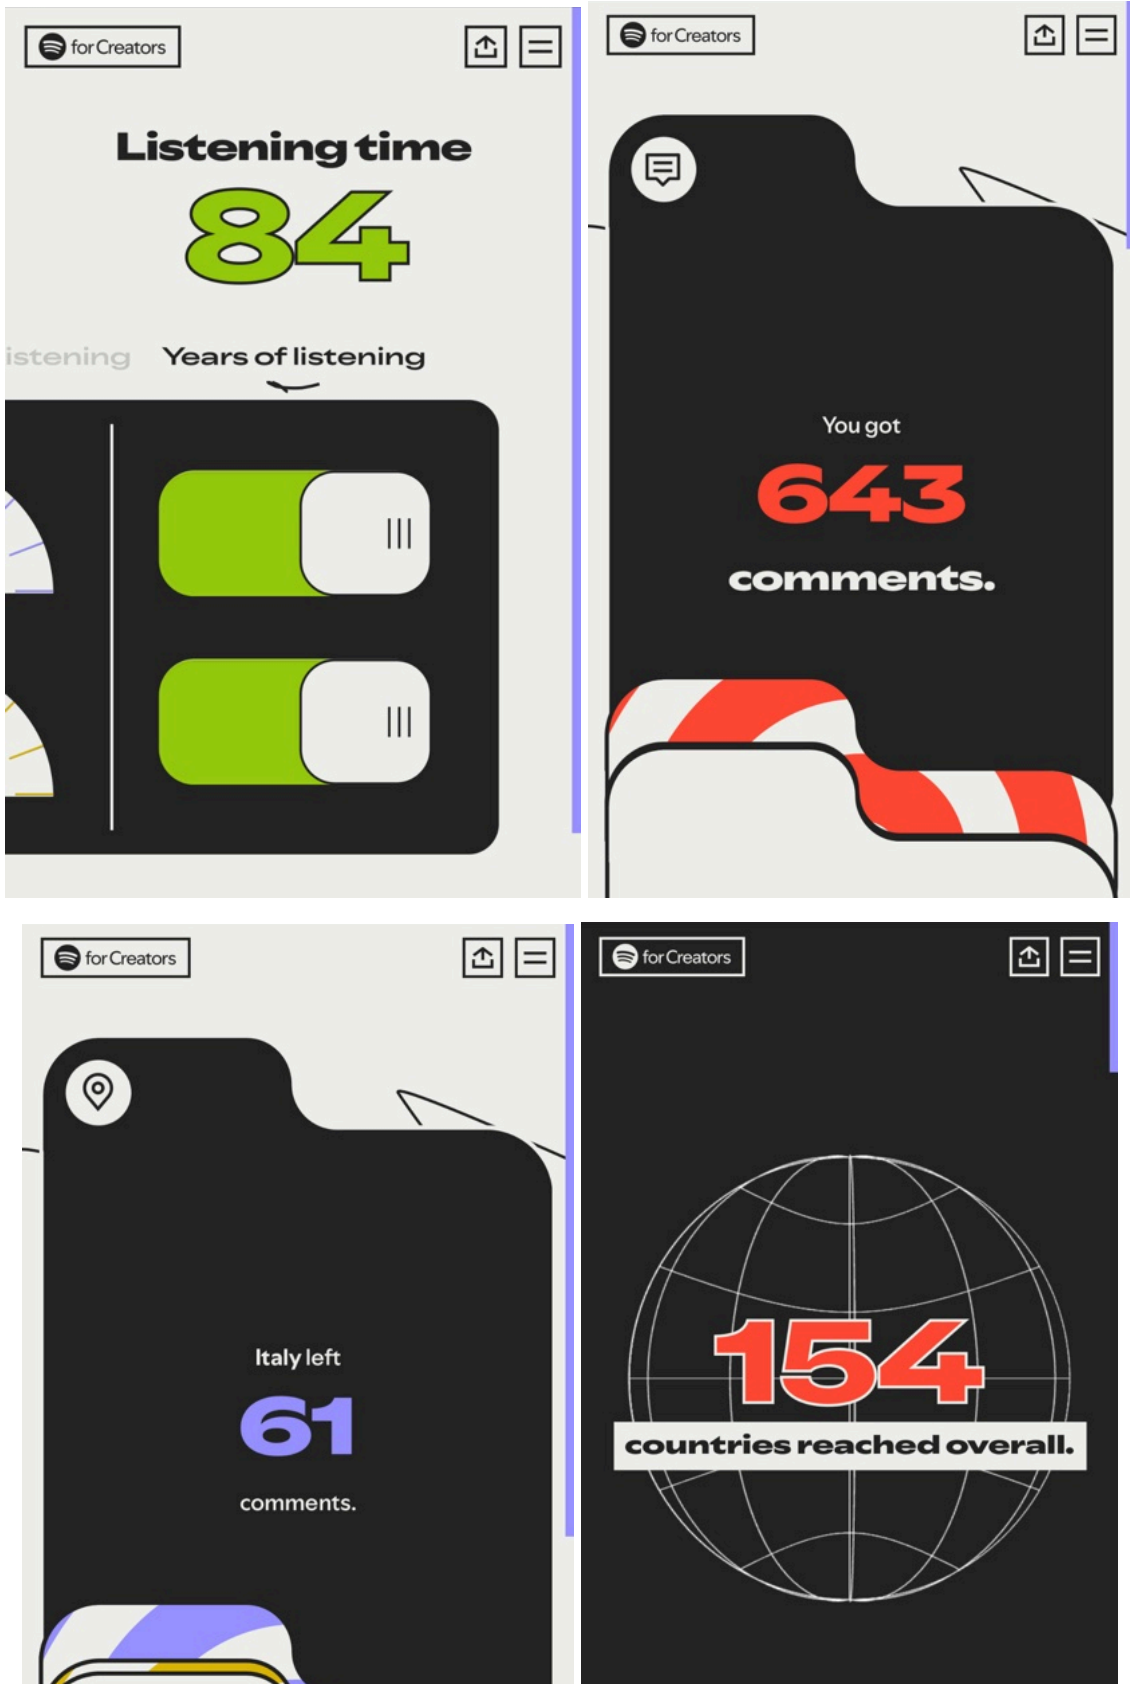 for Creators
Listening time
84
istening Years of listening
for Creators
You got
643
comments.
for Creators
Italy left
61
comments.
for Creators
154
countries reached overall.